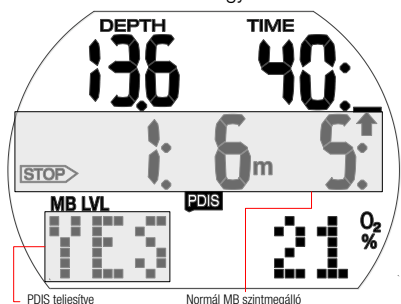 DEPTH TIME
13.6 40:_
STOP 1: 6m 5:
MB LVL PDIS
YES 21 O₂ %
PDIS teljesítve Normál MB szintmegálló